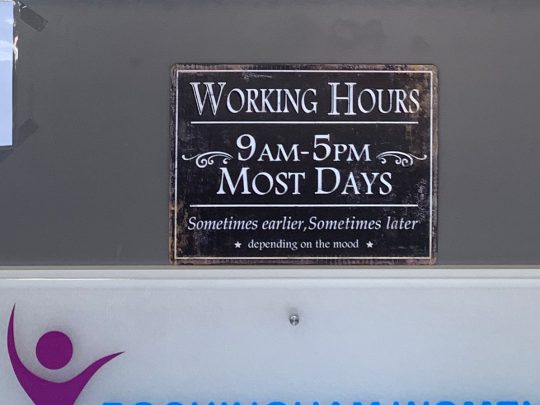 WORKING HOURS
9AM-5PM
MOST DAYS
Sometimes earlier,Sometimes later
★ depending on the mood ★